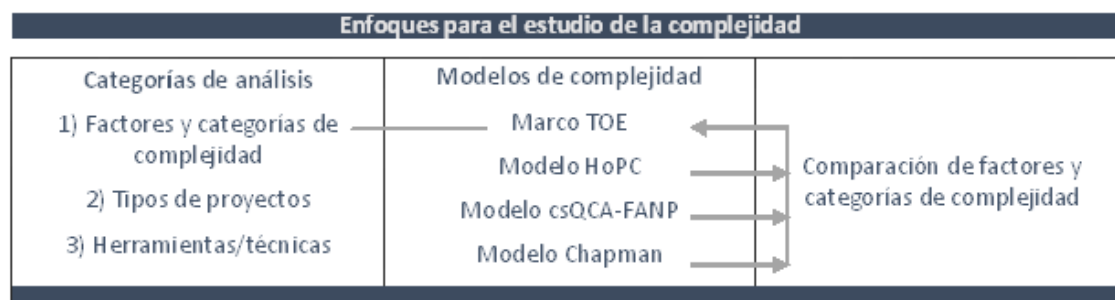 Enfoques para el estudio de la complejidad
Categorías de análisis
1) Factores y categorías de
complejidad
2) Tipos de proyectos
3) Herramientas/técnicas
Modelos de complejidad
Marco TOE
Modelo HoPC
Modelo csQCA-FANP
Modelo Chapman
Comparación de factores y
categorías de complejidad